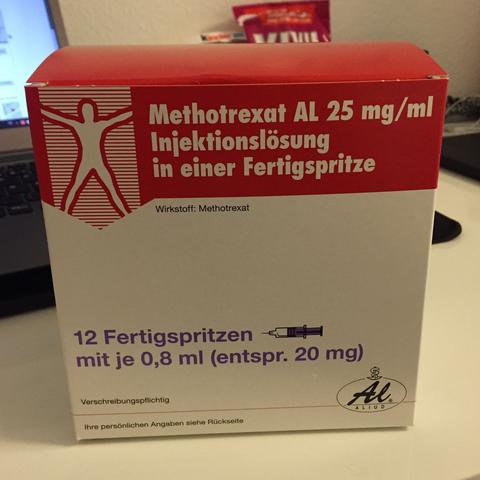 Methotrexat AL 25 mg/ml
Injektionslösung
in einer Fertigspritze
Wirkstoff: Methotrexat
12 Fertigspritzen
mit je 0,8 ml (entspr. 20 mg)
Verschreibungspflichtig
Al®
ALIUD
Ihre persönlichen Angaben siehe Rückseite